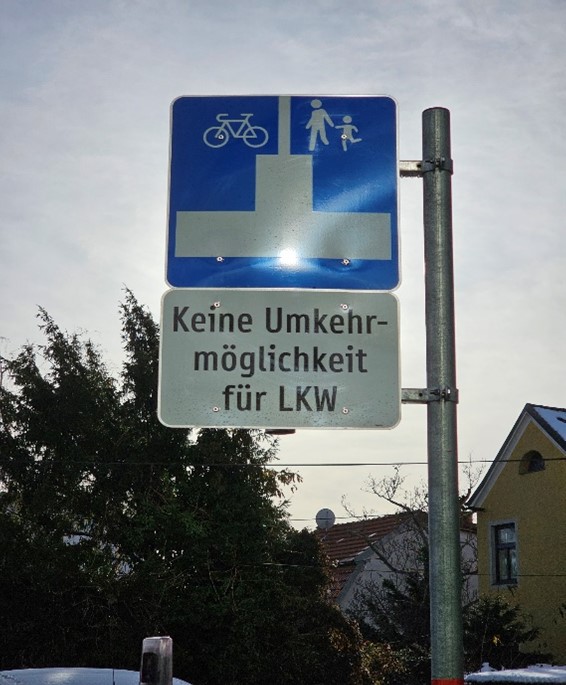 Keine Umkehr-
möglichkeit
für LKW